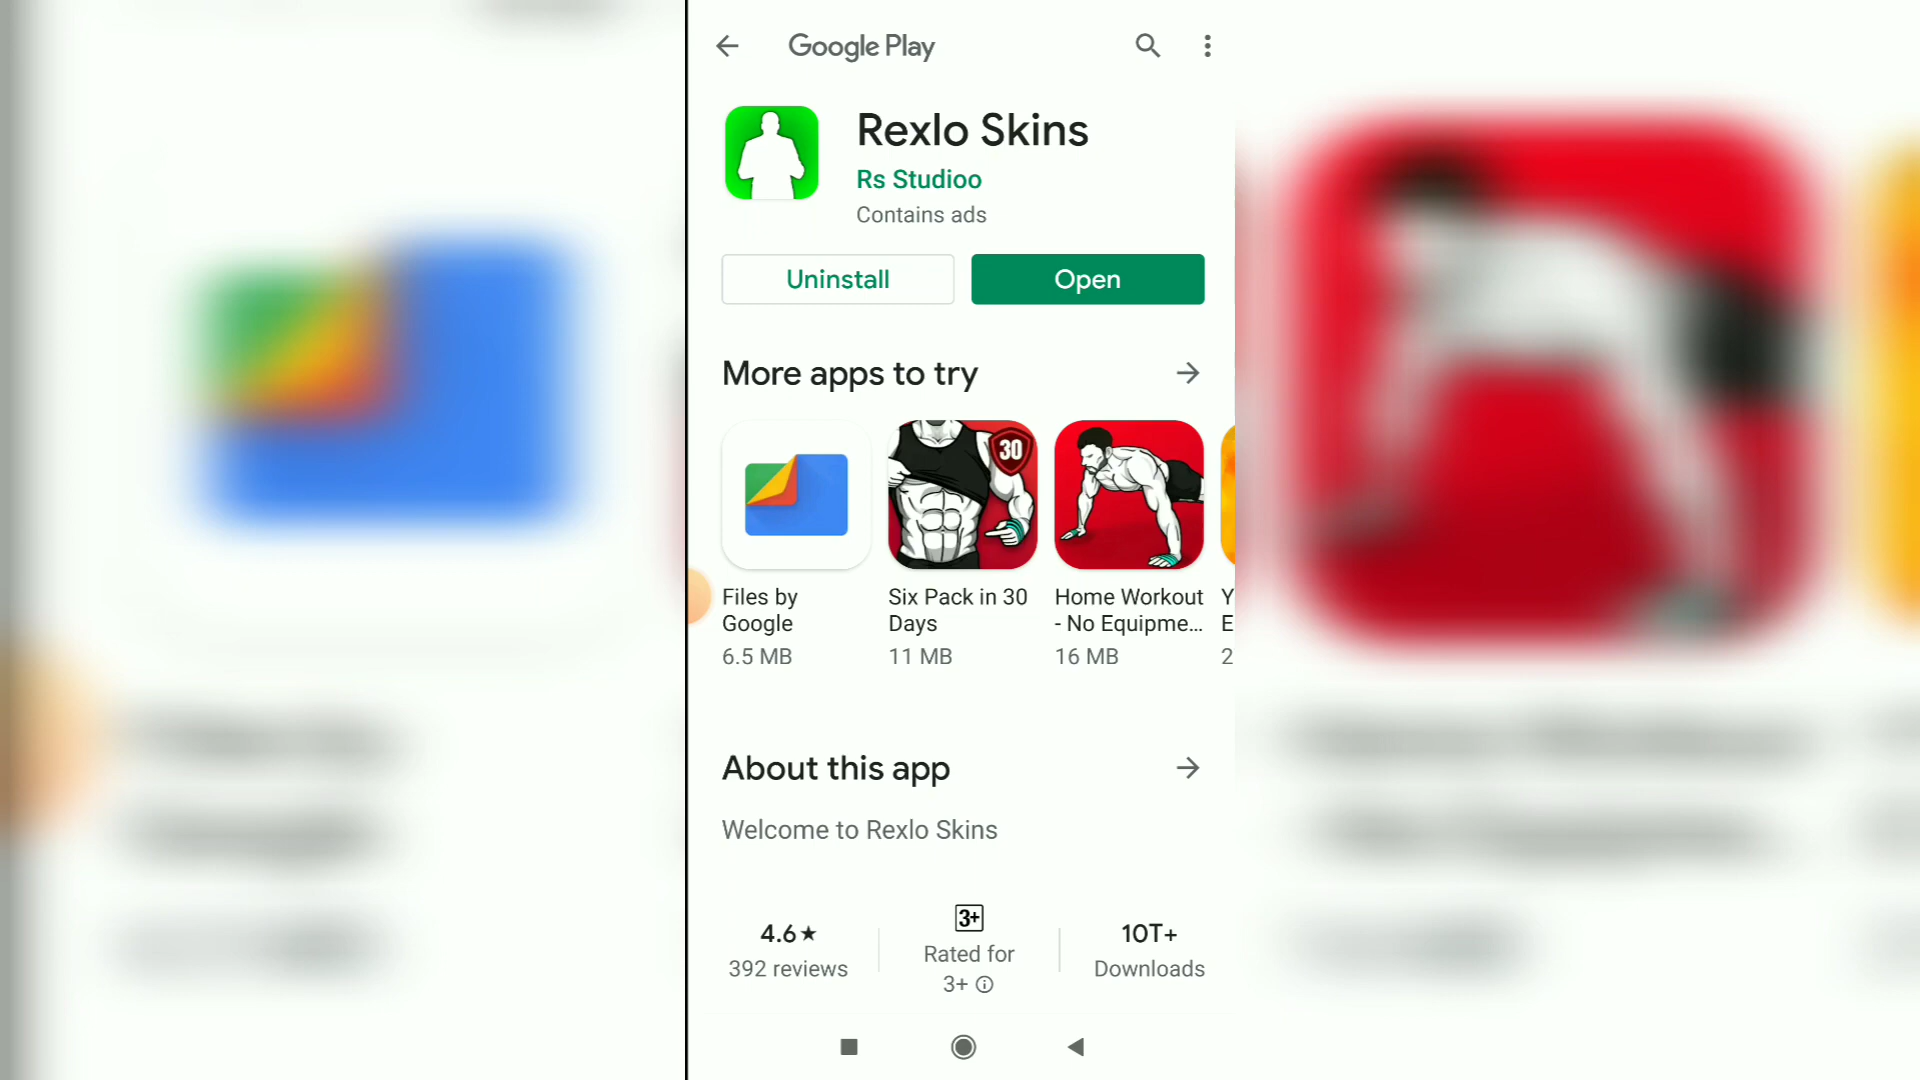 Google Play
Rexlo Skins
Rs Studioo
Contains ads
Uninstall
Open
More apps to try
30
Files by
Google
6.5 MB
Six Pack in 30
Days
11 MB
Home Workout
- No Equipme...
16 MB
Y
E
2
About this app
Welcome to Rexlo Skins
4.6★
392 reviews
3+
Rated for
3+
10T+
Downloads